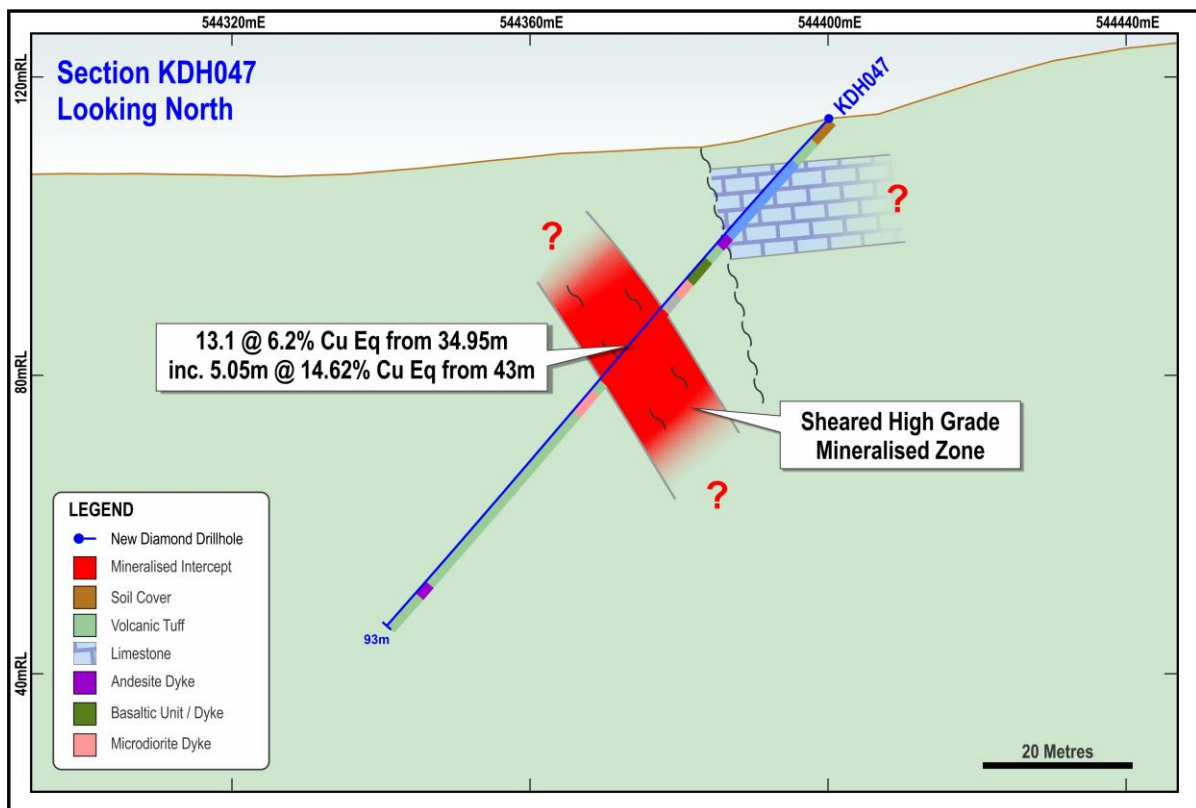 544320mE
544360mE
544400mE
544440mE
120mRL
80mRL
40mRL
Section KDH047
Looking North
KDH047
?
?
13.1 @ 6.2% Cu Eq from 34.95m
inc. 5.05m @ 14.62% Cu Eq from 43m
Sheared High Grade
Mineralised Zone
?
93m
LEGEND
New Diamond Drillhole
Mineralised Intercept
Soil Cover
Volcanic Tuff
Limestone
Andesite Dyke
Basaltic Unit / Dyke
Microdiorite Dyke
20 Metres